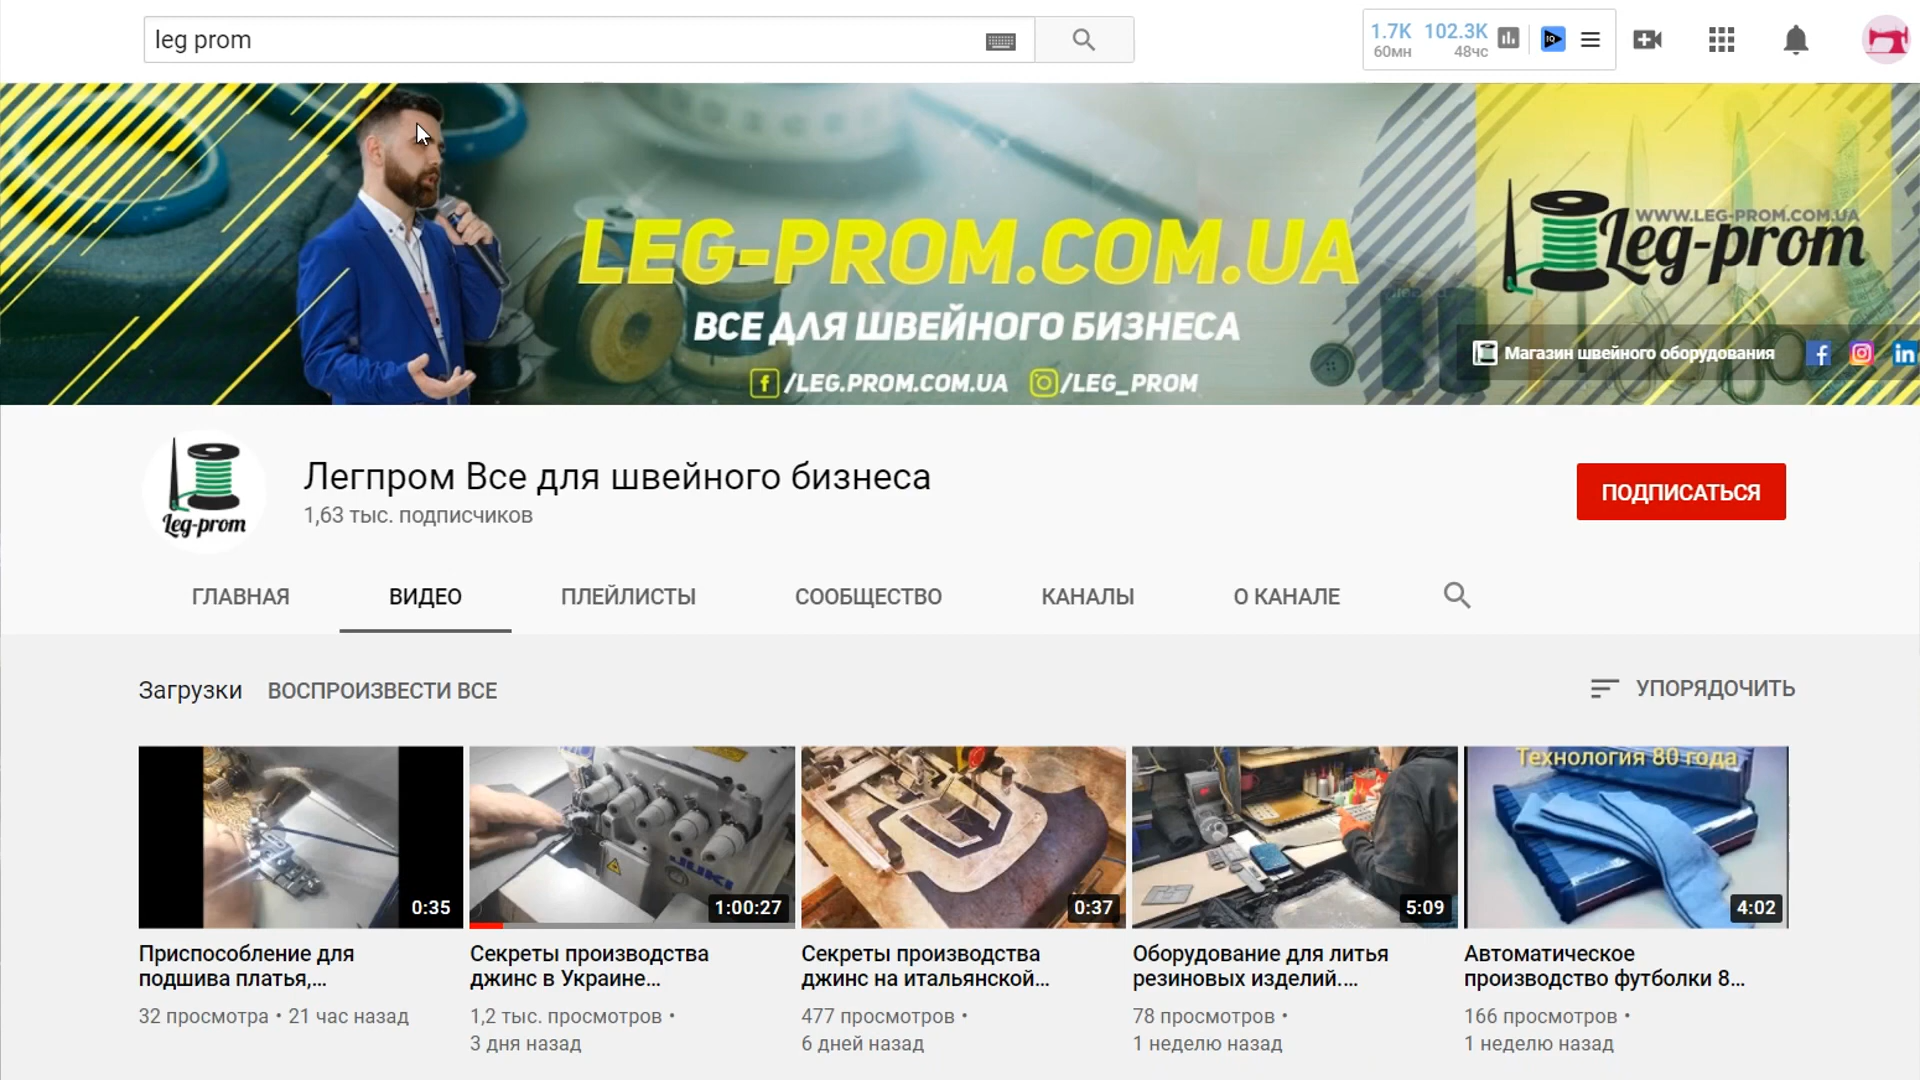 leg prom
1.7K 102.3K
60мн 48чс
LEG-PROM.COM.UA
ВСЕ ДЛЯ ШВЕЙНОГО БИЗНЕСА
/LEG.PROM.COM.UA /LEG_PROM
WWW.LEG-PROM.COM.UA
Leg-prom
Магазин швейного оборудования
Leg-prom
Легпром Все для швейного бизнеса
1,63 тыс. подписчиков
ПОДПИСАТЬСЯ
ГЛАВНАЯ ВИДЕО ПЛЕЙЛИСТЫ СООБЩЕСТВО КАНАЛЫ О КАНАЛЕ
Загрузки ВОСПРОИЗВЕСТИ ВСЕ УПОРЯДОЧИТЬ
0:35
JUKI
1:00:27
0:37
5:09
Технология 80 года
4:02
Приспособление для
подшива платья,...
32 просмотра • 21 час назад
Секреты производства
джинс в Украине...
1,2 тыс. просмотров •
3 дня назад
Секреты производства
джинс на итальянской...
477 просмотров •
6 дней назад
Оборудование для литья
резиновых изделий....
78 просмотров •
1 неделю назад
Автоматическое
производство футболки 8...
166 просмотров •
1 неделю назад